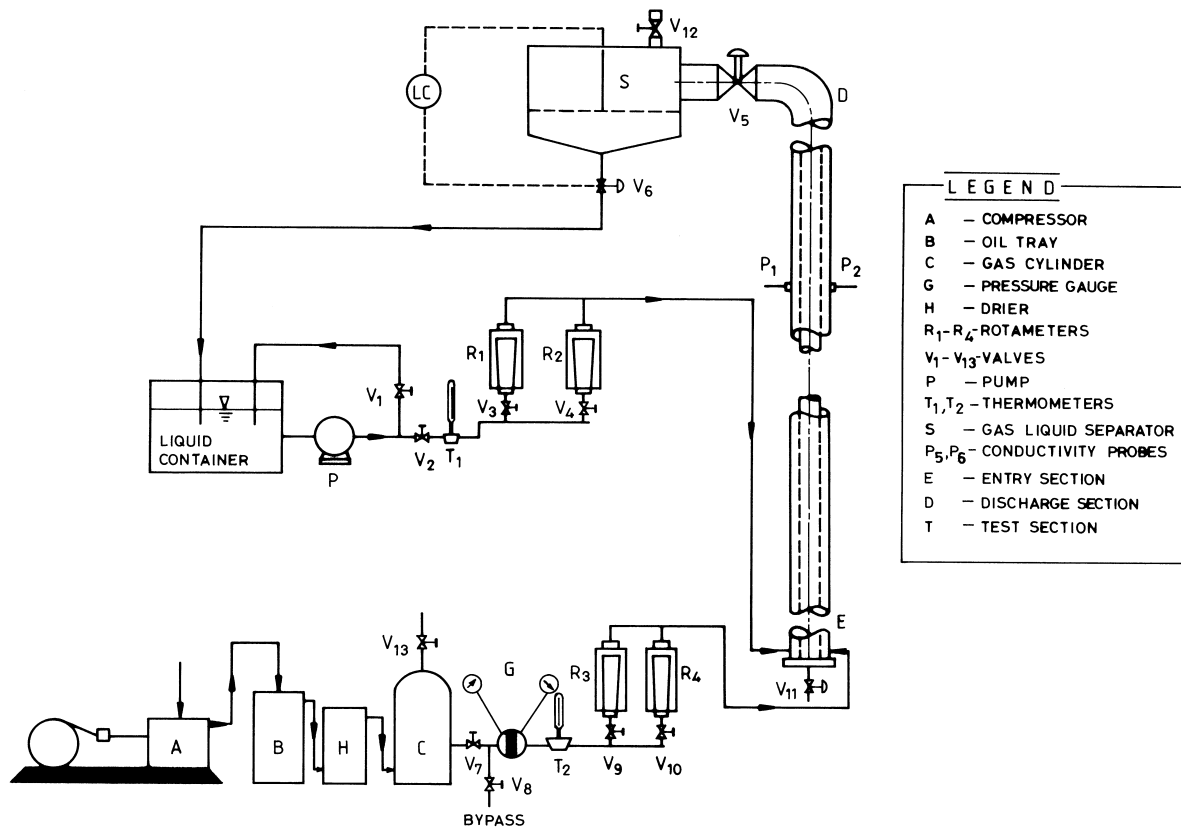 V12
LC
S
V5
D
V6
P1
P2
R1
R2
V1
V3
V4
LIQUID
CONTAINER
P
V2
T1
E
V13
G
R3
R4
V11
A
B
H
C
V7
V8
T2
V9
V10
BYPASS
LEGEND
A – COMPRESSOR
B – OIL TRAY
C – GAS CYLINDER
G – PRESSURE GAUGE
H – DRIER
R1–R4–ROTAMETERS
V1–V13–VALVES
P – PUMP
T1,T2 – THERMOMETERS
S – GAS LIQUID SEPARATOR
P5,P6– CONDUCTIVITY PROBES
E – ENTRY SECTION
D – DISCHARGE SECTION
T – TEST SECTION